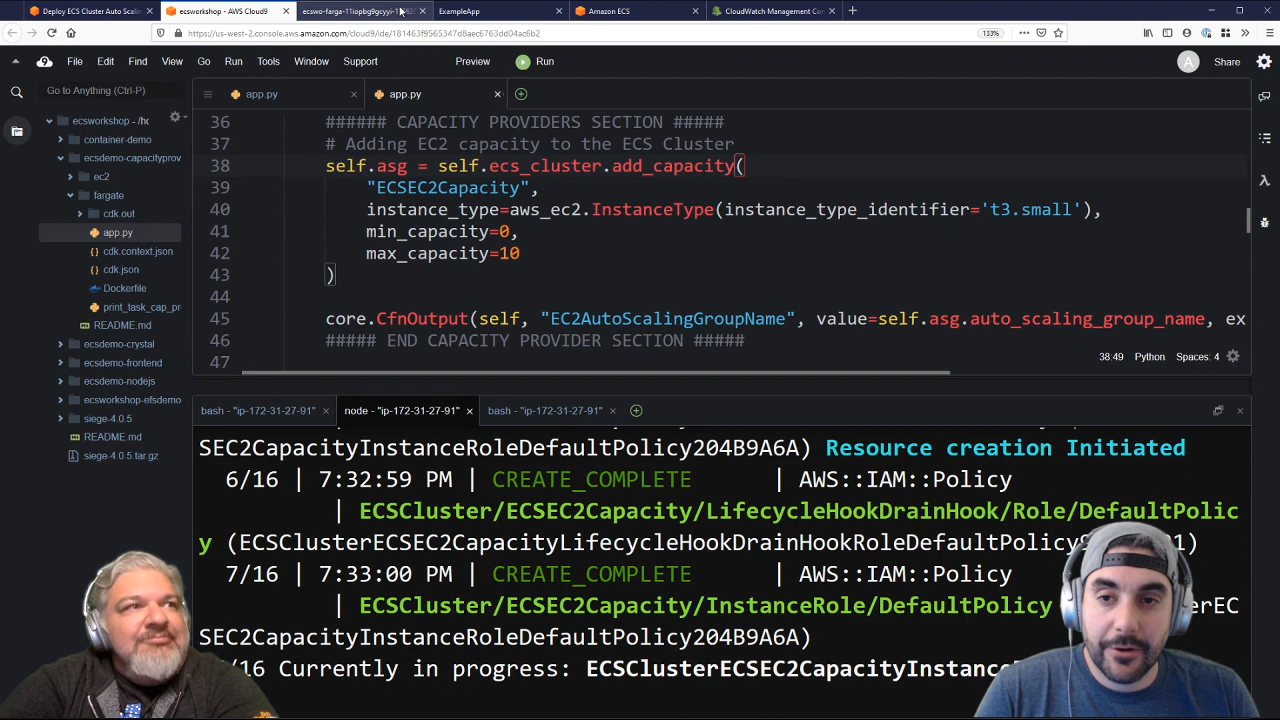 Deploy ECS Cluster Auto Scalin
ecsworkshop - AWS Cloud9
ecswo-farga-11iopbg9gcyyi-1
ExampleApp
Amazon ECS
CloudWatch Management Con
https://us-west-2.console.aws.amazon.com/cloud9/ide/181463f9565347d8aec6763dd04ac6b2
133%
File Edit Find View Go Run Tools Window Support Preview Run
A Share
Go to Anything (Ctrl-P)
app.py
app.py
ecsworkshop - /hx
container-demo
ecsdemo-capacityprov
ec2
fargate
cdk.out
app.py
cdk.context.json
cdk.json
Dockerfile
print_task_cap_pr
README.md
ecsdemo-crystal
ecsdemo-frontend
ecsdemo-nodejs
ecsworkshop-efsdemo
siege-4.0.5
README.md
siege-4.0.5.tar.gz
36 ###### CAPACITY PROVIDERS SECTION #####
37 # Adding EC2 capacity to the ECS Cluster
38 self.asg = self.ecs_cluster.add_capacity(
39 "ECSEC2Capacity",
40 instance_type=aws_ec2.InstanceType(instance_type_identifier='t3.small'),
41 min_capacity=0,
42 max_capacity=10
43 )
44
45 core.CfnOutput(self, "EC2AutoScalingGroupName", value=self.asg.auto_scaling_group_name, ex
46 ##### END CAPACITY PROVIDER SECTION #####
47
38:49 Python Spaces: 4
bash - "ip-172-31-27-91"
node - "ip-172-31-27-91"
bash - "ip-172-31-27-91"
SEC2CapacityInstanceRoleDefaultPolicy204B9A6A) Resource creation Initiated
6/16 | 7:32:59 PM | CREATE_COMPLETE | AWS::IAM::Policy
| ECSCluster/ECSEC2Capacity/LifecycleHookDrainHook/Role/DefaultPolic
y (ECSClusterECSEC2CapacityLifecycleHookDrainHookRoleDefaultPolicy
7/16 | 7:33:00 PM | CREATE_COMPLETE | AWS::IAM::Policy
| ECSCluster/ECSEC2Capacity/InstanceRole/DefaultPolicy
SEC2CapacityInstanceRoleDefaultPolicy204B9A6A)
/16 Currently in progress: ECSClusterECSEC2CapacityInstance